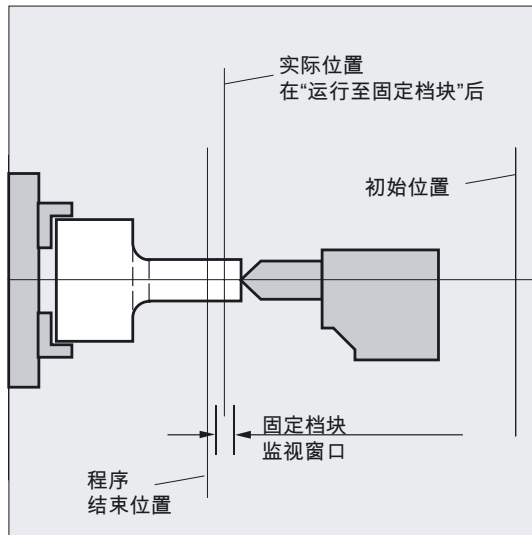 实际位置
在“运行至固定档块”后
初始位置
固定档块
监视窗口
程序
结束位置